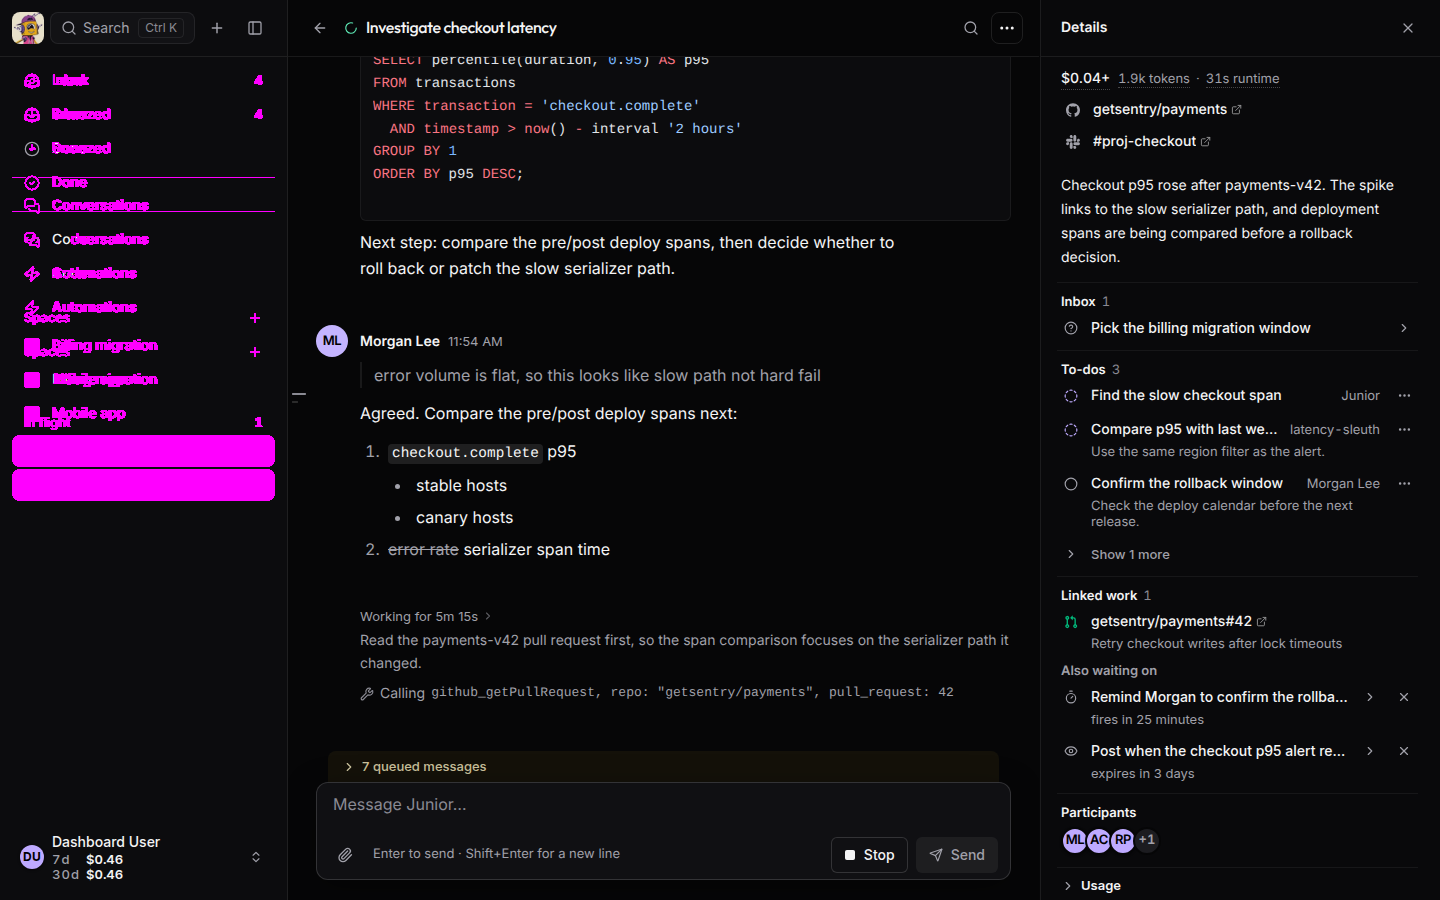 Search
Ctrl K
4
4
Done
Conversations
Automations
Spaces
Billing migration
Mobile app
1
Dashboard User
7d $0.46
30d $0.46
Investigate checkout latency
SELECT percentile(duration, 0.95) AS p95
FROM transactions
WHERE transaction = 'checkout.complete'
AND timestamp > now() - interval '2 hours'
GROUP BY 1
ORDER BY p95 DESC;
Next step: compare the pre/post deploy spans, then decide whether to
roll back or patch the slow serializer path.
ML
Morgan Lee 11:54 AM
error volume is flat, so this looks like slow path not hard fail
Agreed. Compare the pre/post deploy spans next:
1. checkout.complete p95
• stable hosts
• canary hosts
2. error rate serializer span time
Working for 5m 15s
Read the payments-v42 pull request first, so the span comparison focuses on the serializer path it
changed.
Calling github_getPullRequest, repo: "getsentry/payments", pull_request: 42
7 queued messages
Message Junior...
Enter to send · Shift+Enter for a new line
Stop
Send
Details
$0.04+ 1.9k tokens · 31s runtime
getsentry/payments
#proj-checkout
Checkout p95 rose after payments-v42. The spike
links to the slow serializer path, and deployment
spans are being compared before a rollback
decision.
Inbox 1
Pick the billing migration window
To-dos 3
Find the slow checkout span Junior
Compare p95 with last we... latency-sleuth
Use the same region filter as the alert.
Confirm the rollback window Morgan Lee
Check the deploy calendar before the next
release.
Show 1 more
Linked work 1
getsentry/payments#42
Retry checkout writes after lock timeouts
Also waiting on
Remind Morgan to confirm the rollba...
fires in 25 minutes
Post when the checkout p95 alert re...
expires in 3 days
Participants
ML AC RP +1
Usage
DU